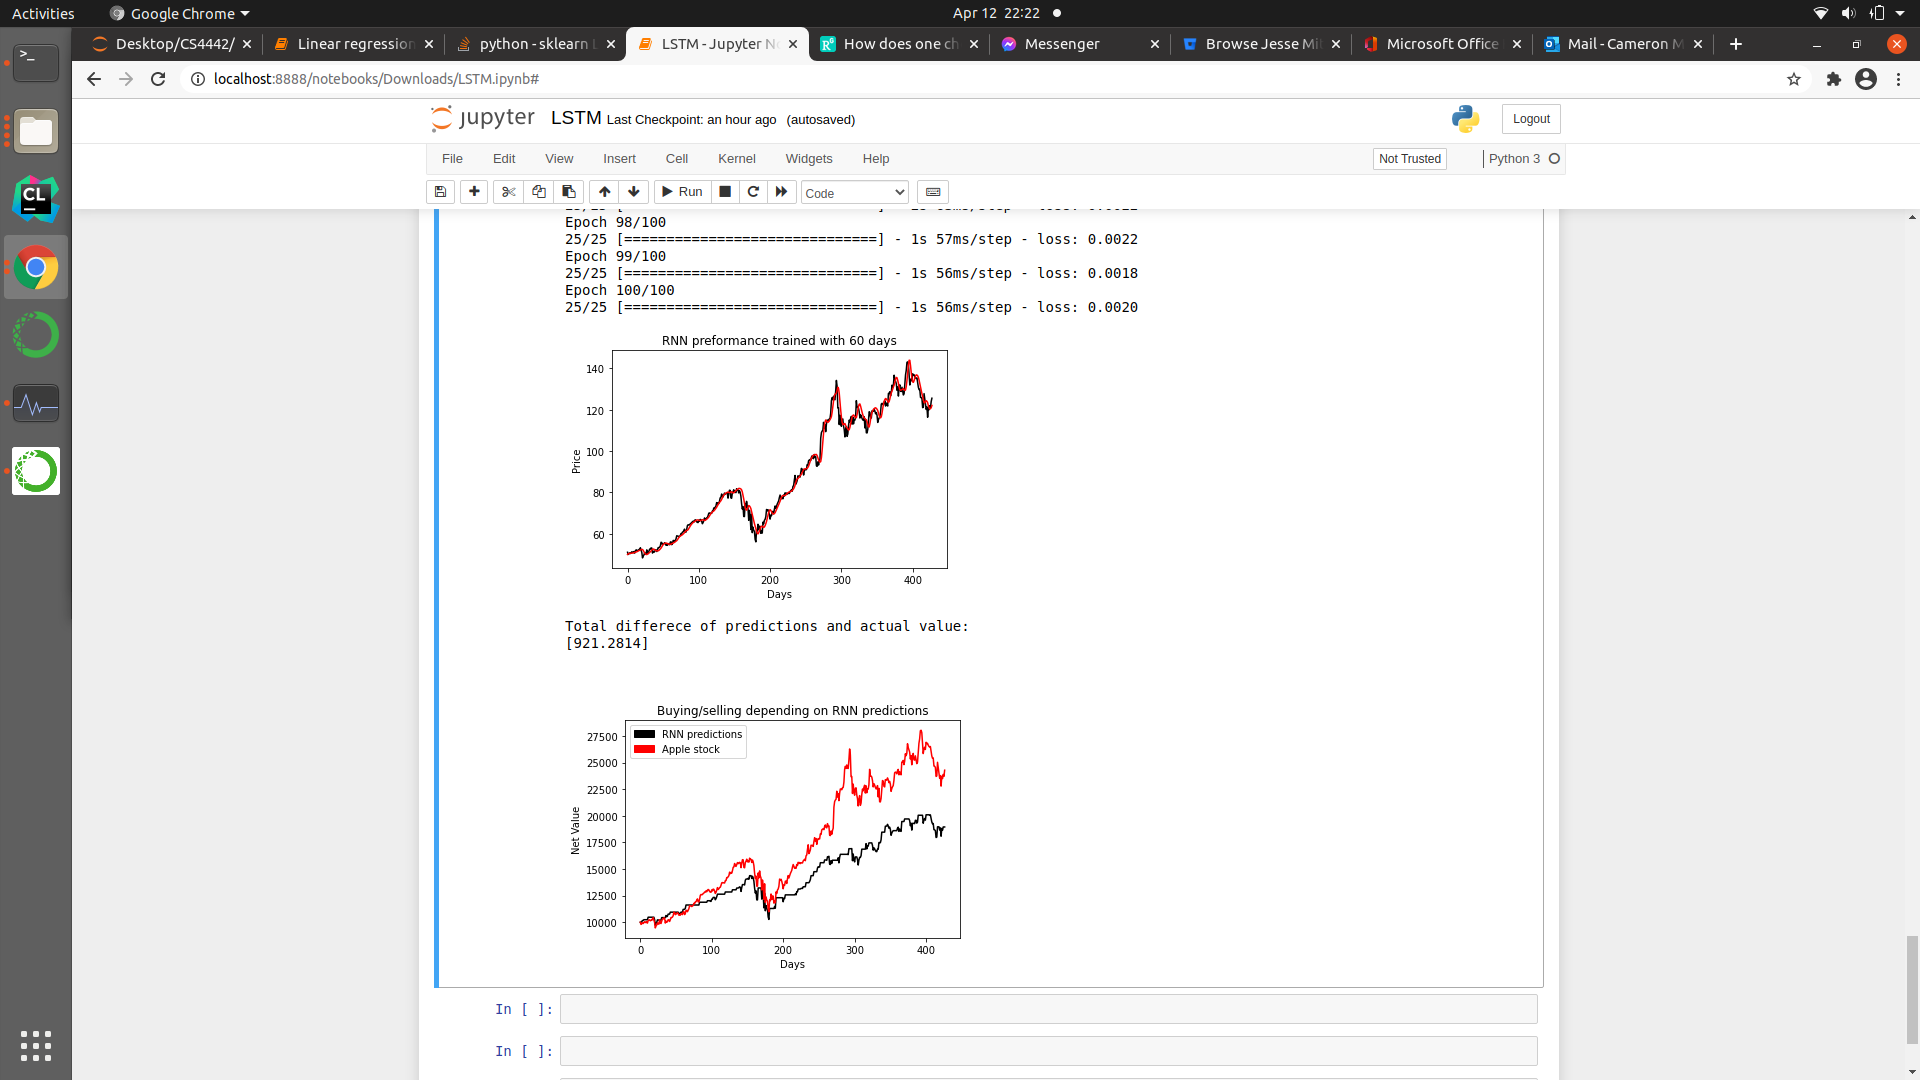 Activities
Google Chrome
Apr 12 22:22
Desktop/CS4442/
Linear regression
python - sklearn
LSTM - Jupyter No
How does one ch
Messenger
Browse Jesse Mi
Microsoft Office
Mail - Cameron M
localhost:8888/notebooks/Downloads/LSTM.ipynb#
jupyter LSTM Last Checkpoint: an hour ago (autosaved)
Logout
File Edit View Insert Cell Kernel Widgets Help
Not Trusted
Python 3
Run
Code
Epoch 98/100
25/25 [==============================] - 1s 57ms/step - loss: 0.0022
Epoch 99/100
25/25 [==============================] - 1s 56ms/step - loss: 0.0018
Epoch 100/100
25/25 [==============================] - 1s 56ms/step - loss: 0.0020
RNN preformance trained with 60 days
140
120
100
80
60
Price
0 100 200 300 400
Days
Total differece of predictions and actual value:
[921.2814]
Buying/selling depending on RNN predictions
RNN predictions
Apple stock
27500
25000
22500
20000
17500
15000
12500
10000
Net Value
0 100 200 300 400
Days
In [ ]:
In [ ]:
>_
CL